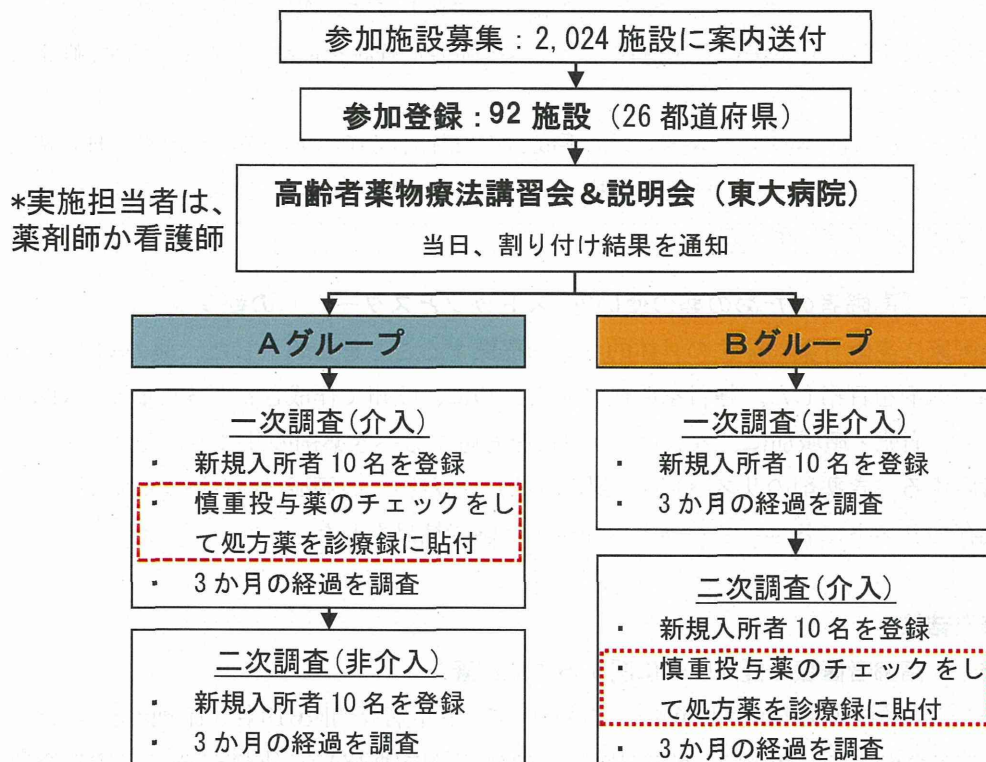 参加施設募集：2,024 施設に案内送付
参加登録：92 施設（26 都道府県）
*実施担当者は、
薬剤師か看護師
高齢者薬物療法講習会＆説明会（東大病院）
当日、割り付け結果を通知
Aグループ
一次調査(介入)
・ 新規入所者 10 名を登録
・ 慎重投与薬のチェックをし
て処方薬を診療録に貼付
・ 3 か月の経過を調査
二次調査(非介入)
・ 新規入所者 10 名を登録
・ 3 か月の経過を調査
Bグループ
一次調査(非介入)
・ 新規入所者 10 名を登録
・ 3 か月の経過を調査
二次調査(介入)
・ 新規入所者 10 名を登録
・ 慎重投与薬のチェックをし
て処方薬を診療録に貼付
・ 3 か月の経過を調査